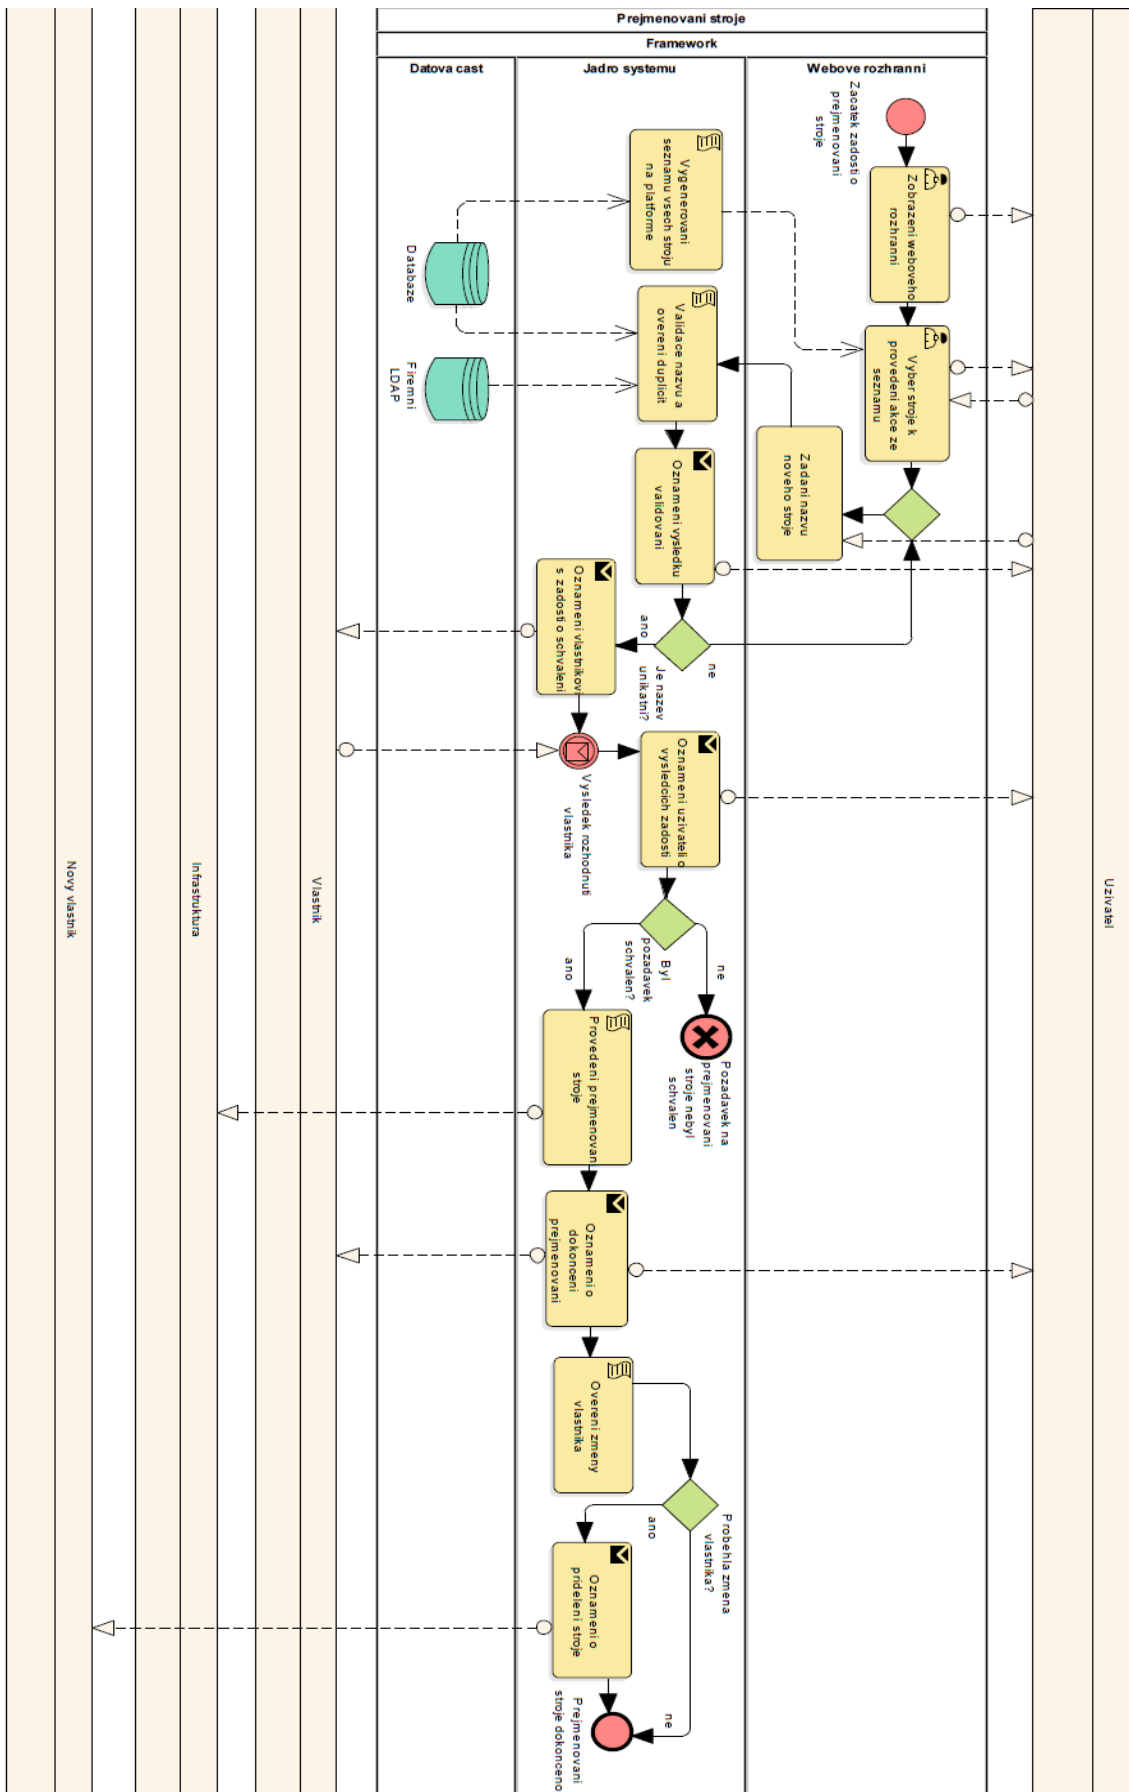 Prejmenovani stroje
Framework
Datova cast
Jadro systemu
Webove rozhranni
Zacatek zadosti o
prejmenovani
stroje
Zobrazeni weboveho
rozhranni
Vygenerovani
seznamu vsech stroju
na platforme
Databaze
Vyber stroje k
provedeni akce ze
seznamu
Validace nazvu a
overeni duplicit
Firemni
LDAP
Zadani nazvu
noveho stroje
Oznameni vysledku
validovani
ne
ano
Je nazev
unikatni?
Oznameni vlastnikovi
s zadosti o schvaleni
Vysledek rozhodnuti
vlastnika
Oznameni uzivateli o
vysledcich zadosti
Byl
pozadavek
schvalen?
ne
ano
Pozadavek na
prejmenovani
stroje nebyl
schvalen
Provedeni prejmenovani
stroje
Oznameni o
dokonceni
prejmenovani
Overeni zmeny
vlastnika
Probehla zmena
vlastnika?
ano
ne
Oznameni o
prideleni stroje
Prejmenovani
stroje dokonceno
Uzivatel
Vlastnik
Infrastruktura
Novy vlastnik